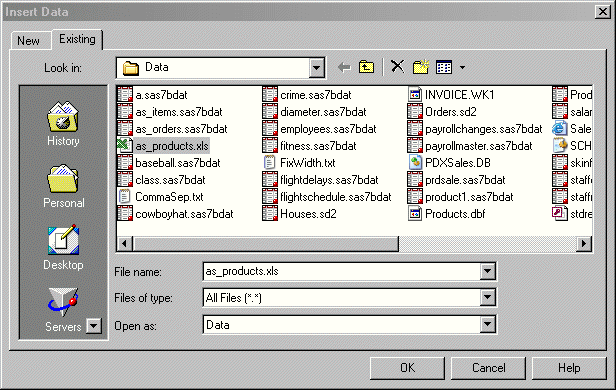 Insert Data
New Existing
Look in: Data
History
Personal
Desktop
Servers
a.sas7bdat
as_items.sas7bdat
as_orders.sas7bdat
as_products.xls
baseball.sas7bdat
class.sas7bdat
CommaSep.txt
cowboyhat.sas7bdat
crime.sas7bdat
diameter.sas7bdat
employees.sas7bdat
fitness.sas7bdat
FixWidth.txt
flightdelays.sas7bdat
flightschedule.sas7bdat
Houses.sd2
INVOICE.WK1
Orders.sd2
payrollchanges.sas7bdat
payrollmaster.sas7bdat
PDXSales.DB
prdsale.sas7bdat
product1.sas7bdat
Products.dbf
Prod
salar
Sale
SCH
skinf
staff
staff
stdre
File name: as_products.xls
Files of type: All Files (*.*)
Open as: Data
OK Cancel Help